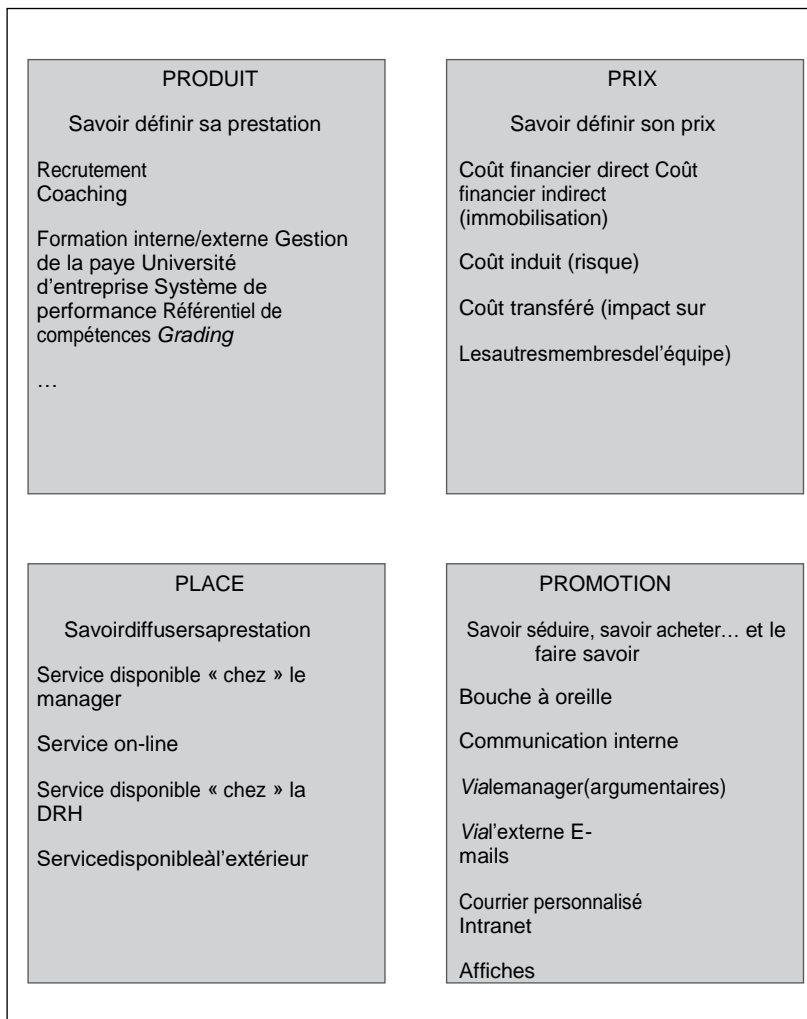 PRODUIT
Savoir définir sa prestation
Recrutement
Coaching
Formation interne/externe Gestion
de la paye Université
d’entreprise Système de
performance Référentiel de
compétences Grading
…
PRIX
Savoir définir son prix
Coût financier direct Coût
financier indirect
(immobilisation)
Coût induit (risque)
Coût transféré (impact sur
Lesautresmembresdel’équipe)
PLACE
Savoirdiffusersaprestation
Service disponible « chez » le
manager
Service on-line
Service disponible « chez » la
DRH
Servicedisponibleàl’extérieur
PROMOTION
Savoir séduire, savoir acheter… et le
faire savoir
Bouche à oreille
Communication interne
Vialemanager(argumentaires)
Vial’externe E-
mails
Courrier personnalisé
Intranet
Affiches